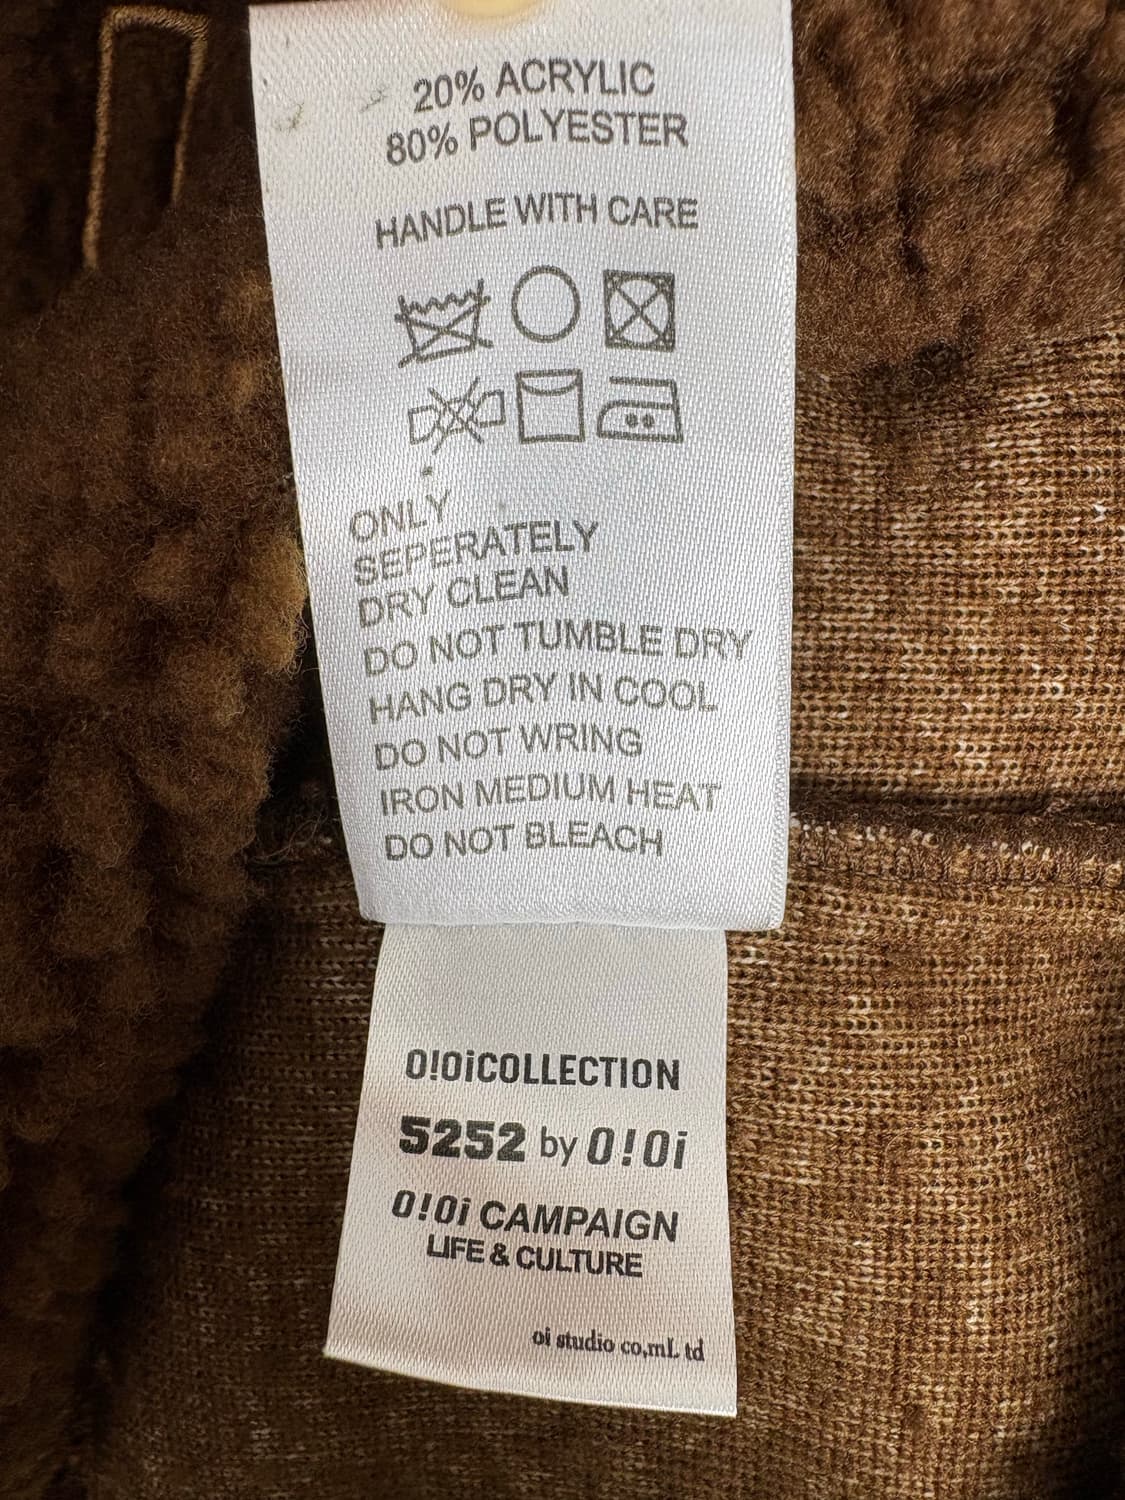 20% ACRYLIC
80% POLYESTER
HANDLE WITH CARE
ONLY
SEPERATELY
DRY CLEAN
DO NOT TUMBLE DRY
HANG DRY IN COOL
DO NOT WRING
IRON MEDIUM HEAT
DO NOT BLEACH
O!OiCOLLECTION
5252 by O!Oi
O!Oi CAMPAIGN
LIFE & CULTURE
oi studio co,mL td